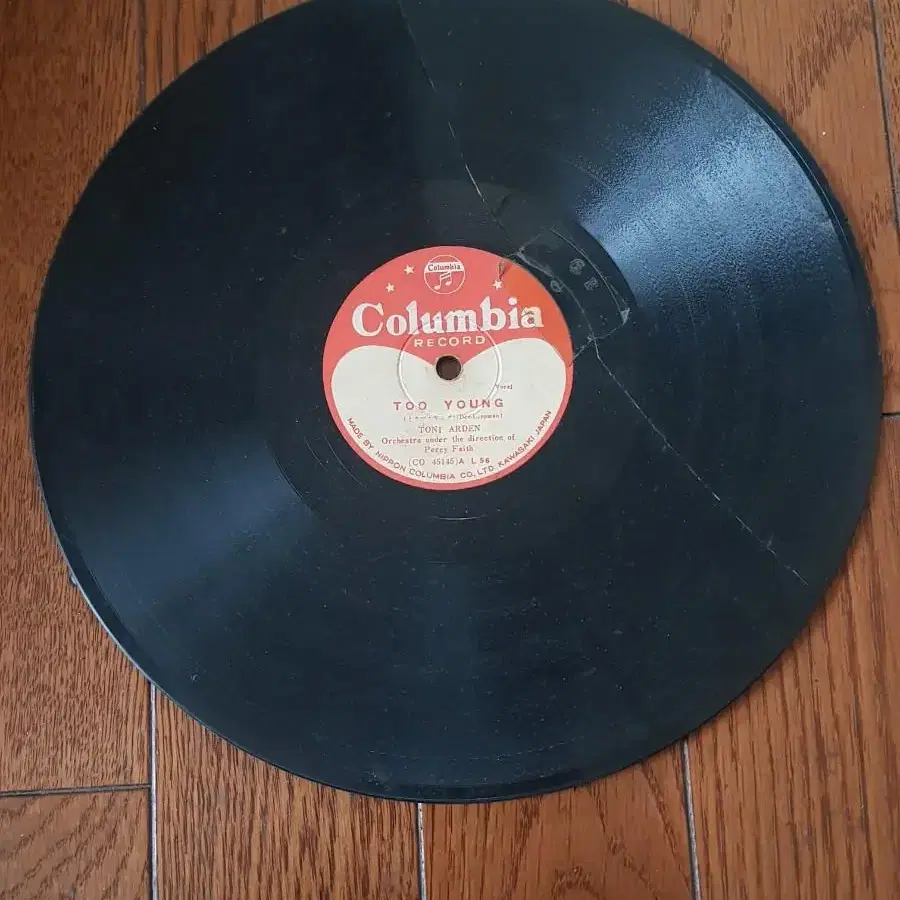 Columbia
Columbia
RECORD
Vocal
TOO YOUNG
TONI ARDEN
Orchestra under the direction of
Percy Faith
(CO 45145)A L 56
MADE BY NIPPON COLUMBIA CO., LTD. KAWASAKI JAPAN